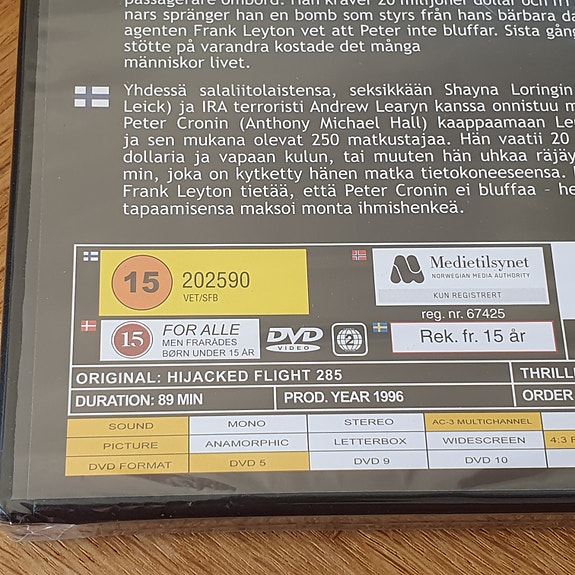 passagerare ombord. Han kräver 20 miljoner dollar och fri
nars spränger han en bomb som styrs från hans bärbara da
agenten Frank Leyton vet att Peter inte bluffar. Sista gång
stötte på varandra kostade det många
människor livet.
Yhdessä salaliitolaistensa, seksikkään Shayna Loringin
Leick) ja IRA terroristi Andrew Learyn kanssa onnistuu m
Peter Cronin (Anthony Michael Hall) kaappaamaan Le
ja sen mukana olevat 250 matkustajaa. Hän vaatii 20
dollaria ja vapaan kulun, tai muuten hän uhkaa räjäy
min, joka on kytketty hänen matka tietokoneeseensa.
Frank Leyton tietää, että Peter Cronin ei bluffaa - he
tapaamisensa maksoi monta ihmishenkeä.
15 202590
VET/SFB
Medietilsynet
NORWEGIAN MEDIA AUTHORITY
KUN REGISTRERT
reg. nr. 67425
15 FOR ALLE
MEN FRARÅDES
BØRN UNDER 15 ÅR
DVD
VIDEO
2
Rek. fr. 15 år
ORIGINAL: HIJACKED FLIGHT 285 THRILLE
DURATION: 89 MIN PROD. YEAR 1996 ORDER
SOUND MONO STEREO AC-3 MULTICHANNEL
PICTURE ANAMORPHIC LETTERBOX WIDESCREEN 4:3 F
DVD FORMAT DVD 5 DVD 9 DVD 10